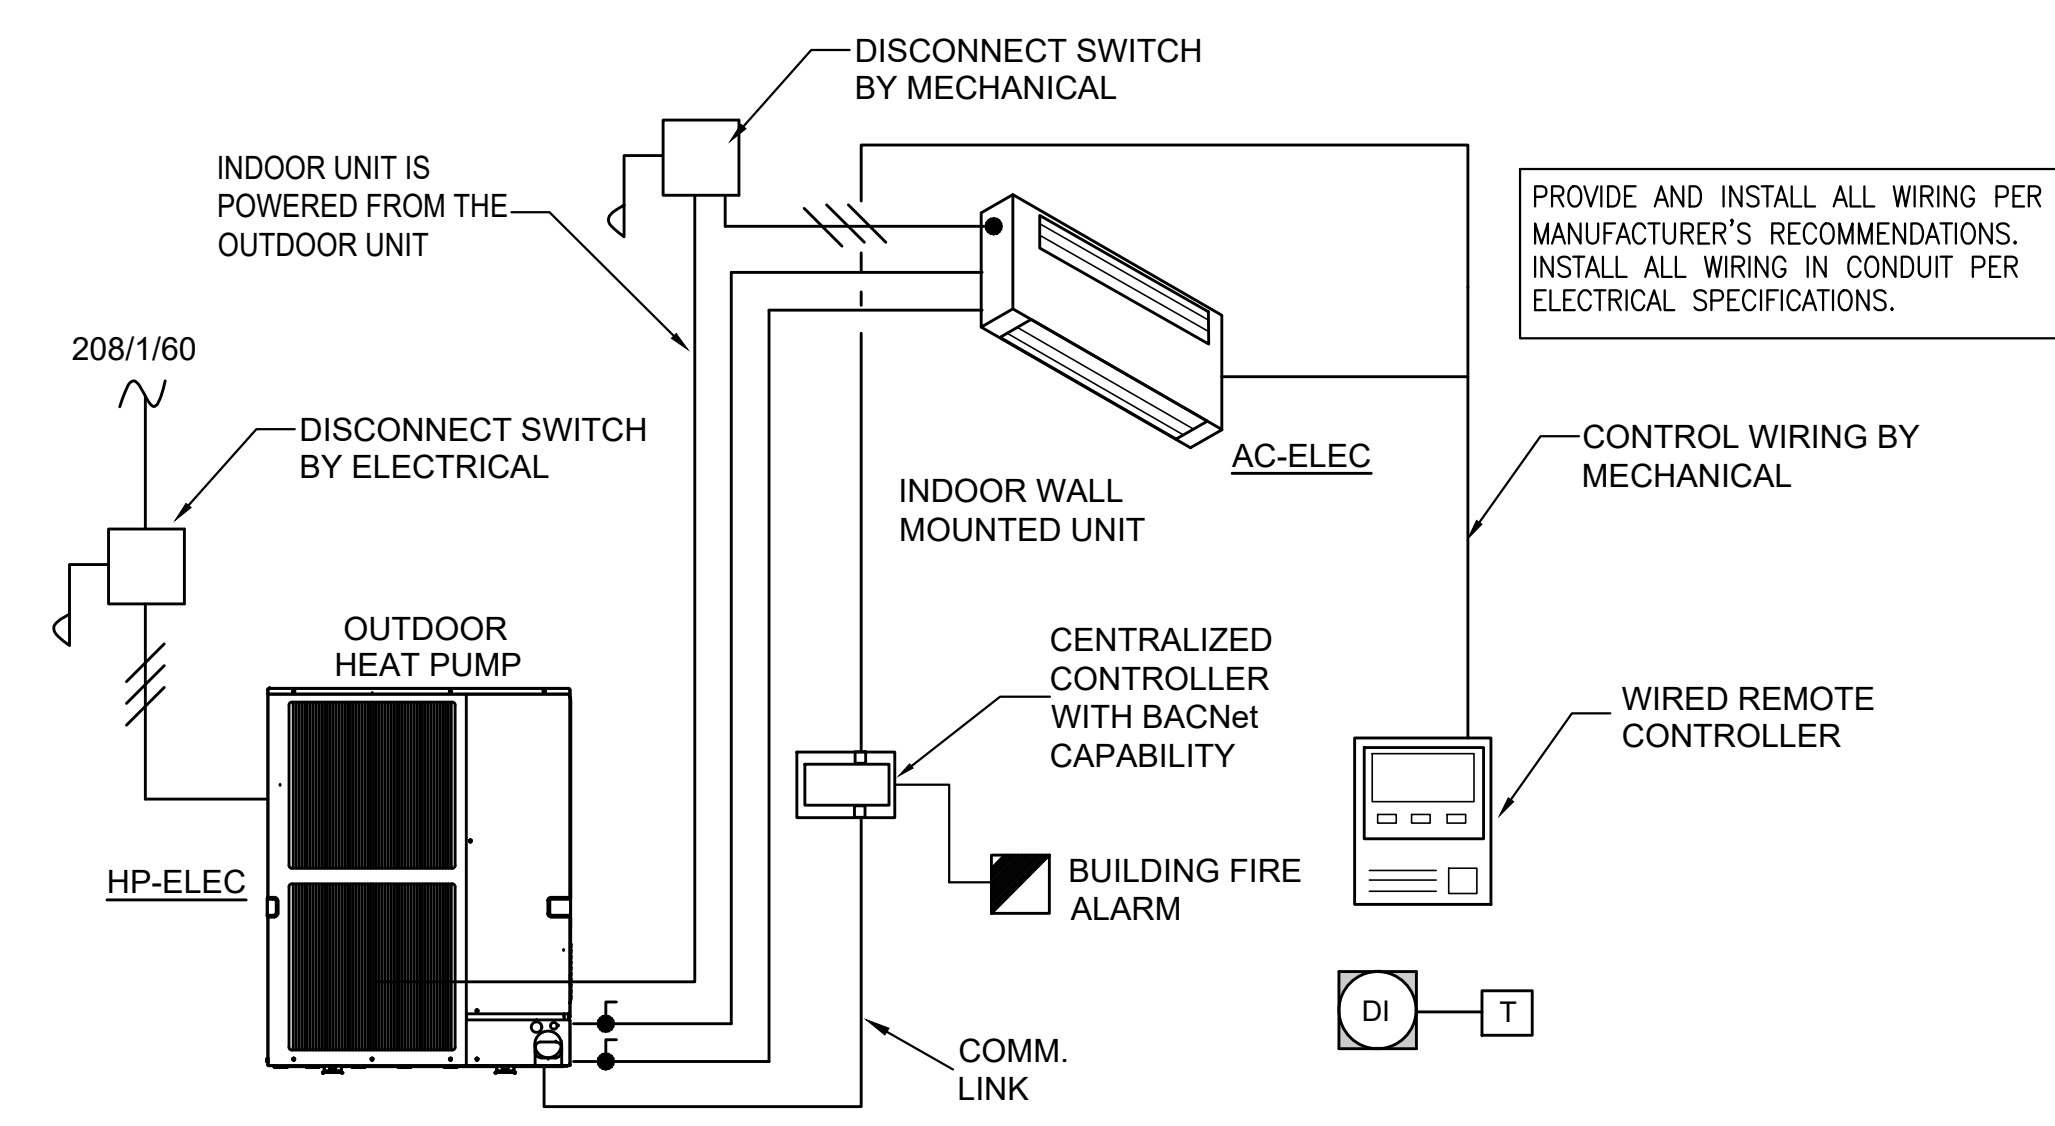 DISCONNECT SWITCH
BY MECHANICAL
INDOOR UNIT IS
POWERED FROM THE
OUTDOOR UNIT
PROVIDE AND INSTALL ALL WIRING PER
MANUFACTURER'S RECOMMENDATIONS.
INSTALL ALL WIRING IN CONDUIT PER
ELECTRICAL SPECIFICATIONS.
208/1/60
DISCONNECT SWITCH
BY ELECTRICAL
AC-ELEC
CONTROL WIRING BY
MECHANICAL
INDOOR WALL
MOUNTED UNIT
OUTDOOR
HEAT PUMP
CENTRALIZED
CONTROLLER
WITH BACNet
CAPABILITY
WIRED REMOTE
CONTROLLER
HP-ELEC
BUILDING FIRE
ALARM
DI
T
COMM.
LINK